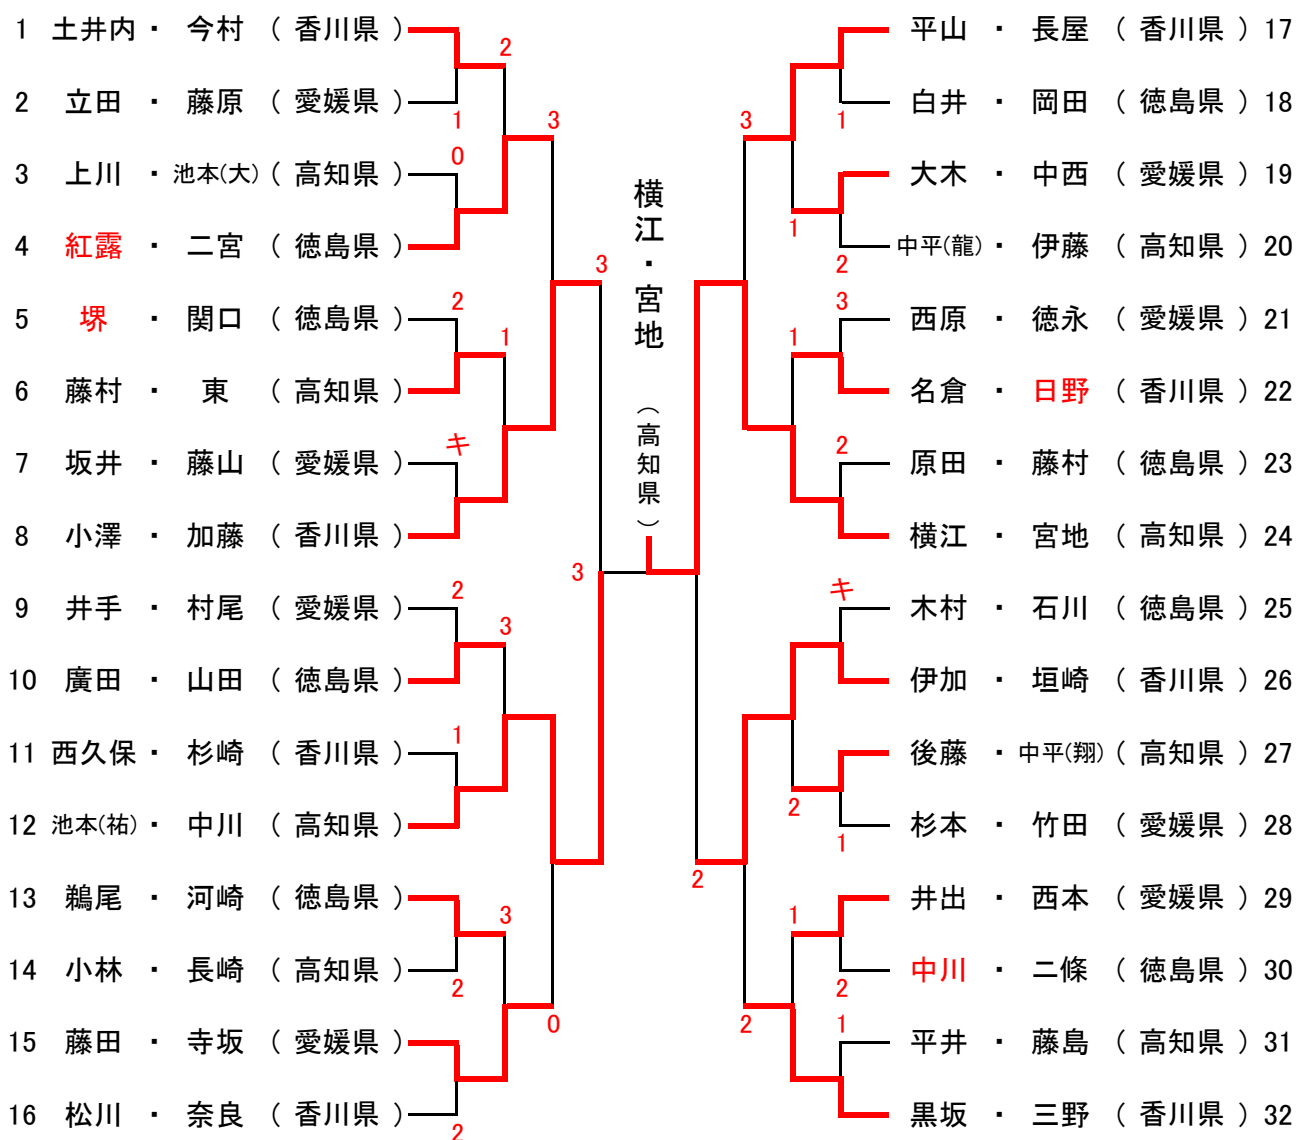 1 土井内 ・ 今村 ( 香川県 )
2
2 立田 ・ 藤原 ( 愛媛県 )
1
3
0
3 上川 ・ 池本(大) ( 高知県 )
4 紅露 ・ 二宮 ( 徳島県 )
3
2
5 堺 ・ 関口 ( 徳島県 )
1
6 藤村 ・ 東 ( 高知県 )
キ
7 坂井 ・ 藤山 ( 愛媛県 )
8 小澤 ・ 加藤 ( 香川県 )
3
2
9 井手 ・ 村尾 ( 愛媛県 )
3
10 廣田 ・ 山田 ( 徳島県 )
1
11 西久保 ・ 杉崎 ( 香川県 )
12 池本(祐) ・ 中川 ( 高知県 )
13 鵜尾 ・ 河崎 ( 徳島県 )
3
14 小林 ・ 長崎 ( 高知県 )
2
0
15 藤田 ・ 寺坂 ( 愛媛県 )
16 松川 ・ 奈良 ( 香川県 )
2
横江・宮地
(高知県)
平山 ・ 長屋 ( 香川県 ) 17
白井 ・ 岡田 ( 徳島県 ) 18
3
1
大木 ・ 中西 ( 愛媛県 ) 19
1
中平(龍) ・ 伊藤 ( 高知県 ) 20
2
3
西原 ・ 徳永 ( 愛媛県 ) 21
1
名倉 ・ 日野 ( 香川県 ) 22
2
原田 ・ 藤村 ( 徳島県 ) 23
横江 ・ 宮地 ( 高知県 ) 24
キ
木村 ・ 石川 ( 徳島県 ) 25
伊加 ・ 垣崎 ( 香川県 ) 26
後藤 ・ 中平(翔) ( 高知県 ) 27
2
杉本 ・ 竹田 ( 愛媛県 ) 28
1
2
井出 ・ 西本 ( 愛媛県 ) 29
1
中川 ・ 二條 ( 徳島県 ) 30
2
2
1
平井 ・ 藤島 ( 高知県 ) 31
黒坂 ・ 三野 ( 香川県 ) 32